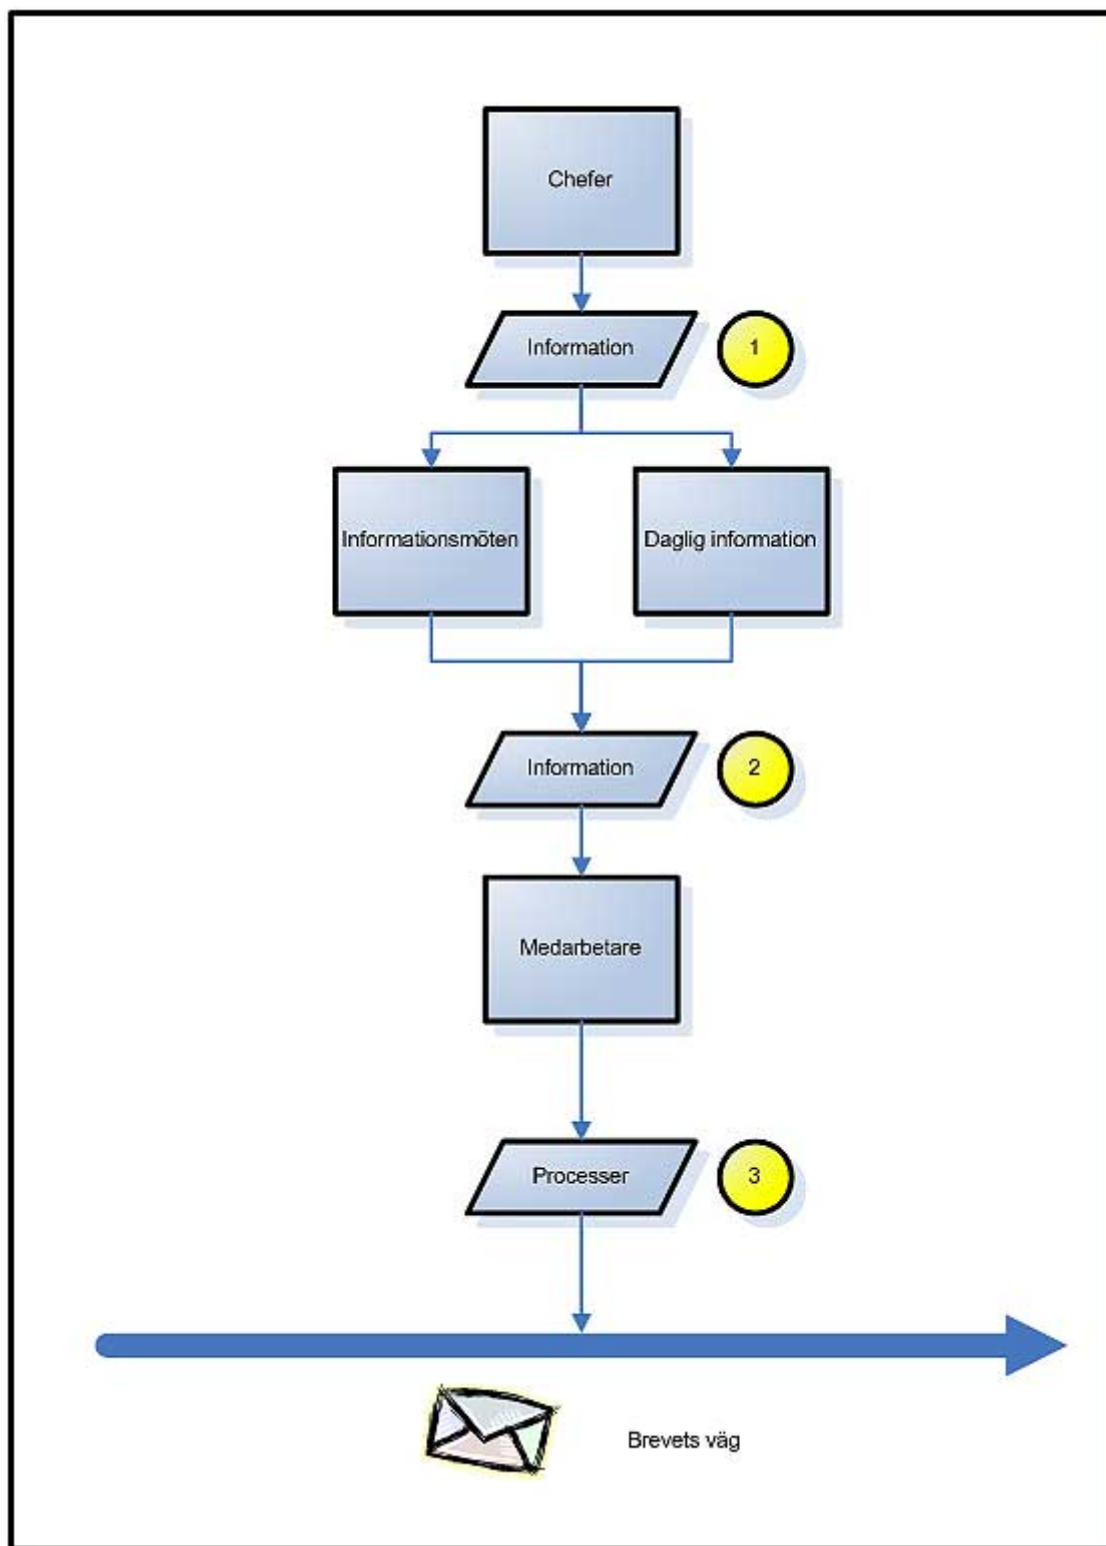 Chefer
Information
1
Informationsmöten
Daglig information
Information
2
Medarbetare
Processer
3
Brevets väg